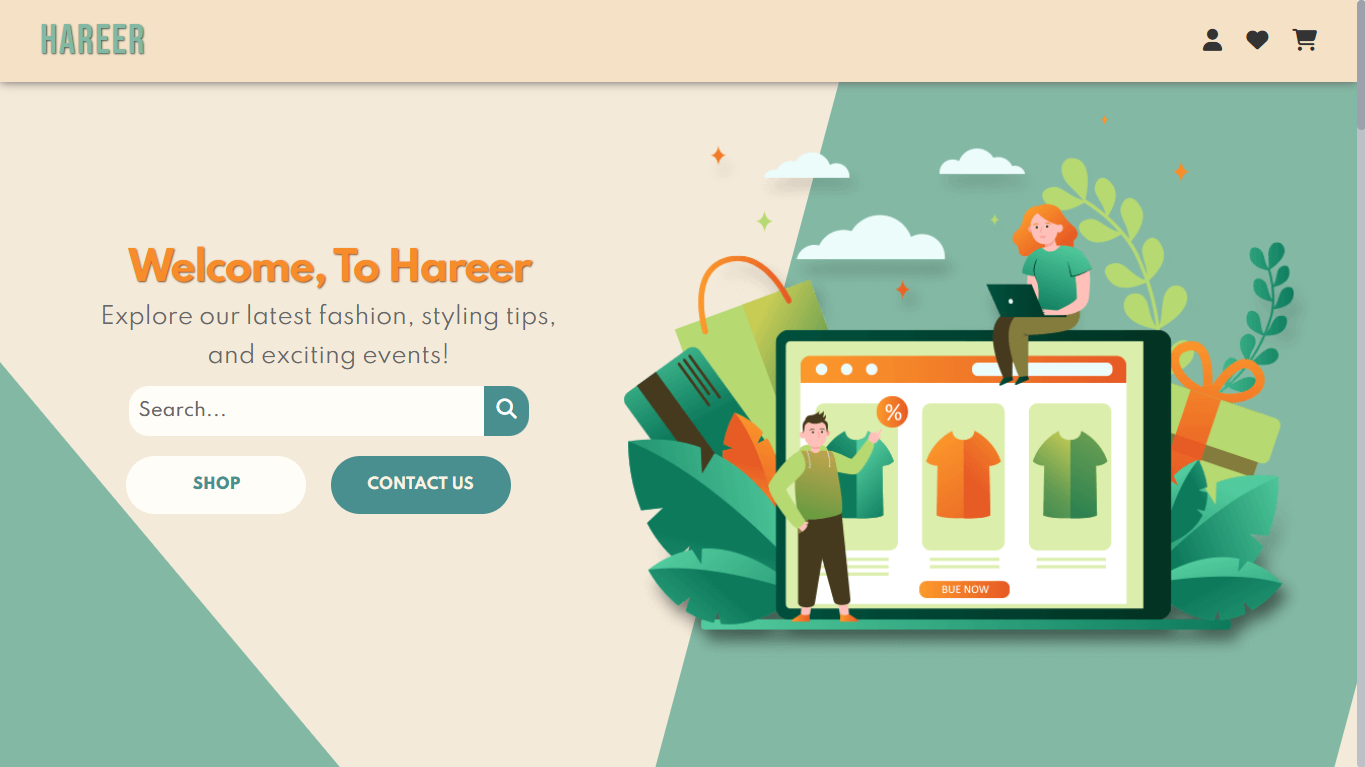 HAREER
Welcome, To Hareer
Explore our latest fashion, styling tips,
and exciting events!
Search...
SHOP
CONTACT US
%
BUE NOW